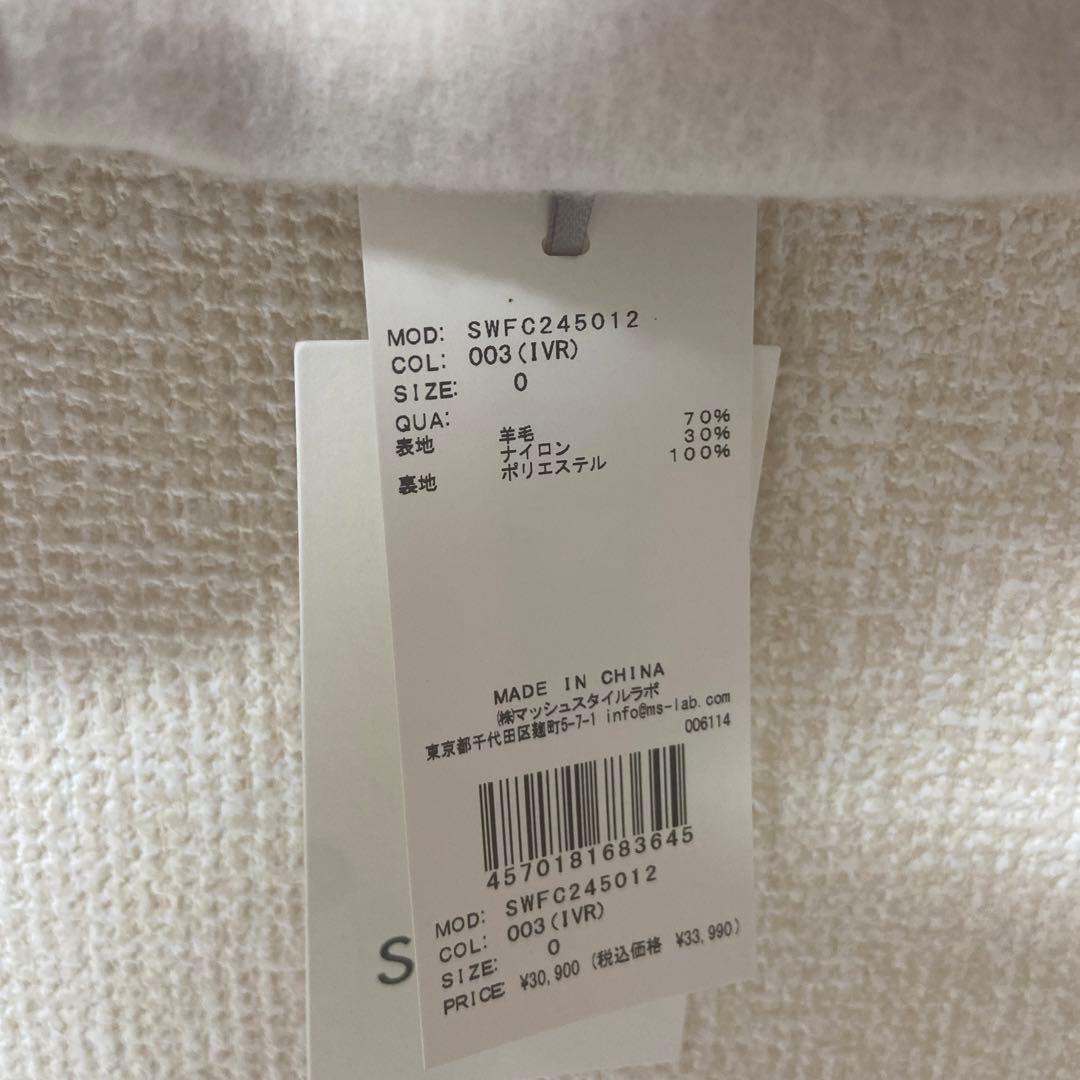 MOD: SWFC245012
COL: 003(IVR)
SIZE: 0
QUA:
表地 羊毛 70%
ナイロン 30%
裏地 ポリエステル 100%
MADE IN CHINA
㈱マッシュスタイルラボ
東京都千代田区麹町5-7-1 info@ms-lab.com
006114
4570181683645
MOD: SWFC245012
COL: 003(IVR)
SIZE: 0
PRICE: ¥30,900 (税込価格 ¥33,990)
S